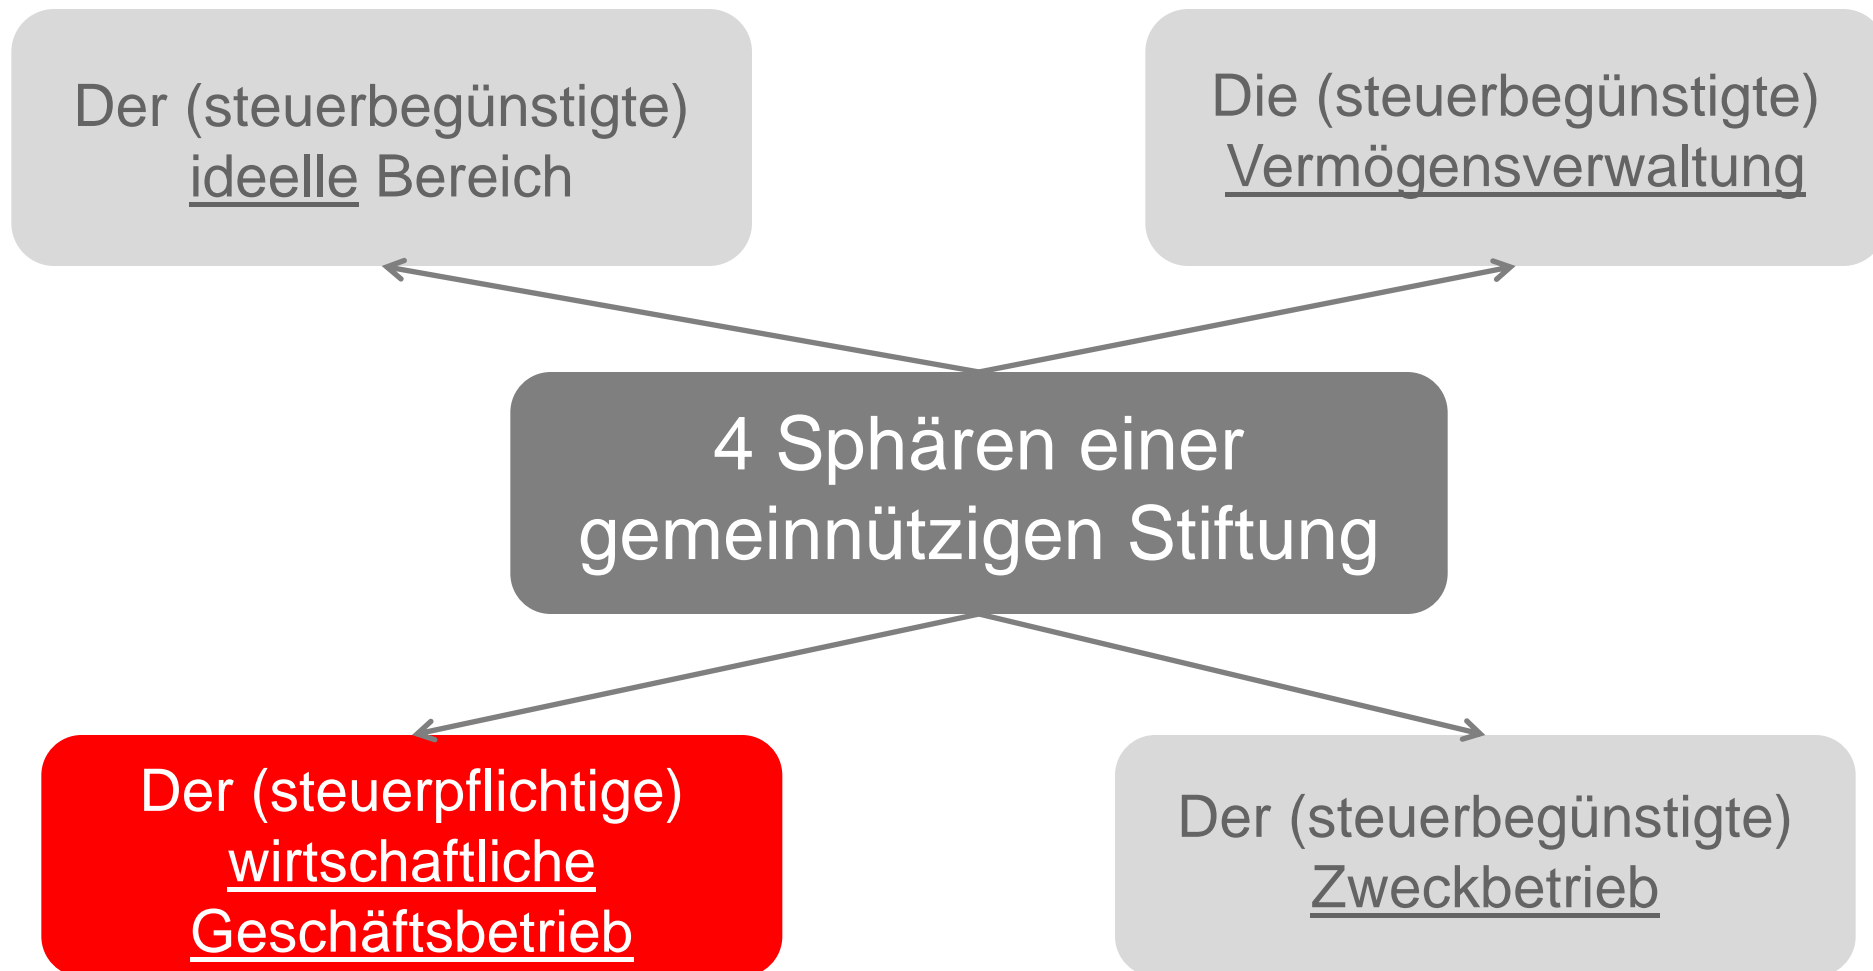 Der (steuerbegünstigte)
ideelle Bereich
Die (steuerbegünstigte)
Vermögensverwaltung
4 Sphären einer
gemeinnützigen Stiftung
Der (steuerpflichtige)
wirtschaftliche
Geschäftsbetrieb
Der (steuerbegünstigte)
Zweckbetrieb